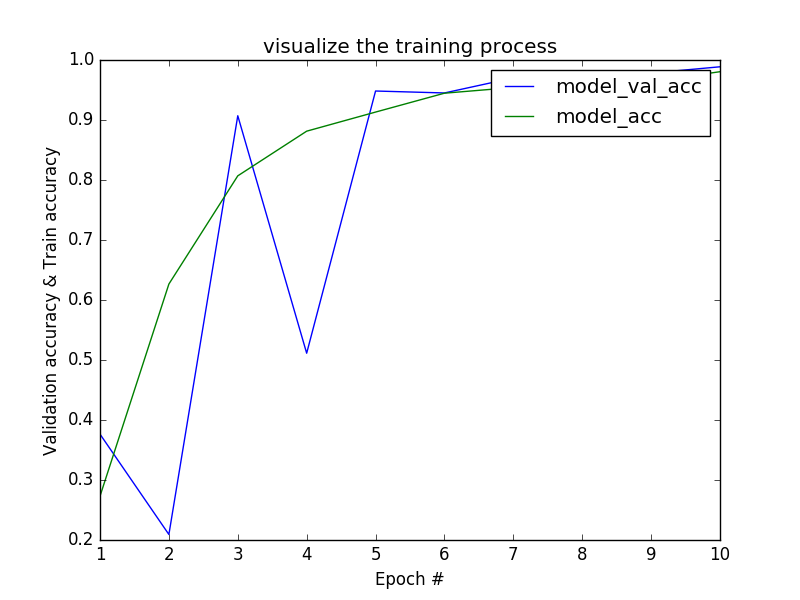 visualize the training process
1.0
0.9
0.8
0.7
0.6
0.5
0.4
0.3
0.2
Validation accuracy & Train accuracy
model_val_acc
model_acc
1 2 3 4 5 6 7 8 9 10
Epoch #